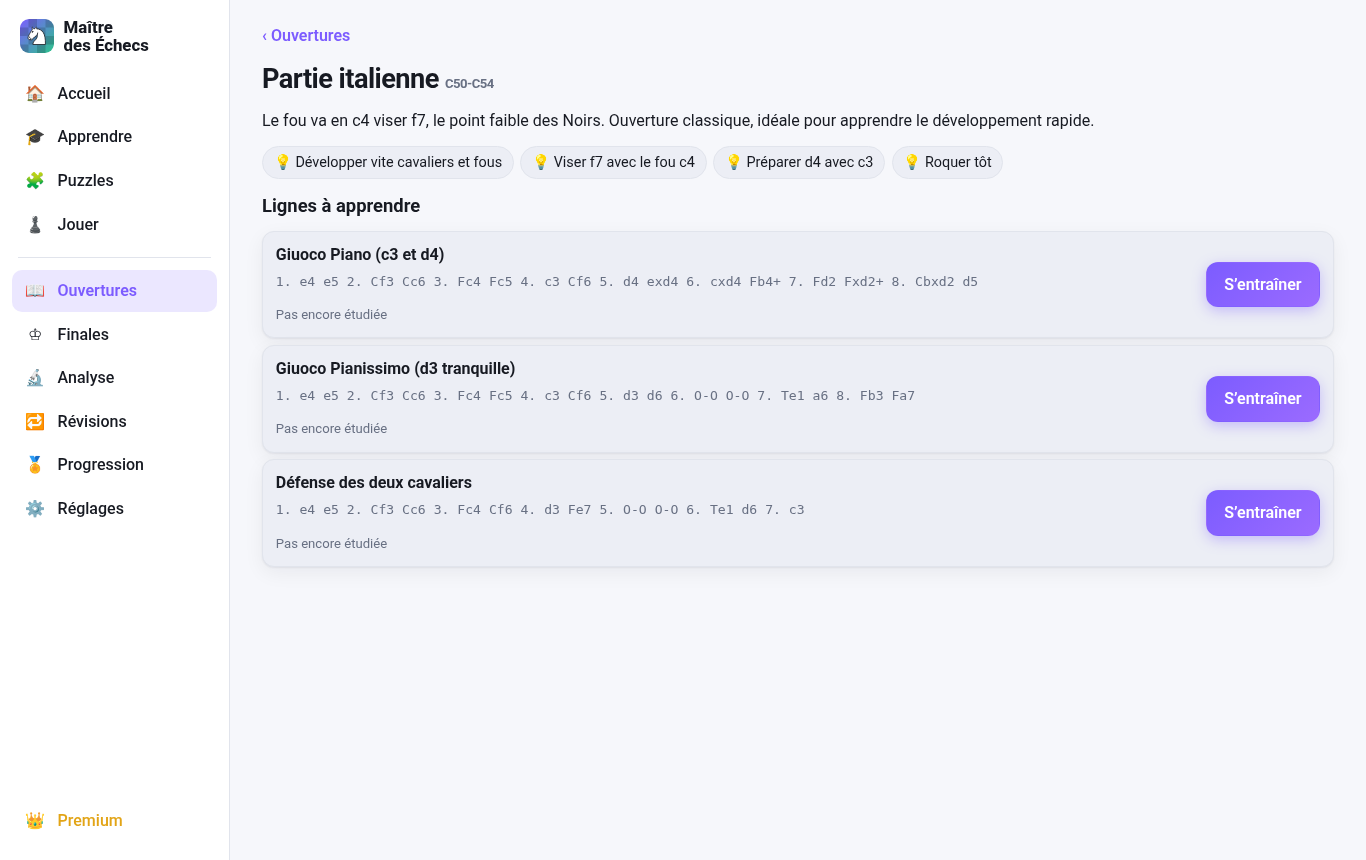 Maître
des Échecs
Accueil
Apprendre
Puzzles
Jouer
Ouvertures
Finales
Analyse
Révisions
Progression
Réglages
Premium
‹ Ouvertures
Partie italienne C50-C54
Le fou va en c4 viser f7, le point faible des Noirs. Ouverture classique, idéale pour apprendre le développement rapide.
Développer vite cavaliers et fous
Viser f7 avec le fou c4
Préparer d4 avec c3
Roquer tôt
Lignes à apprendre
Giuoco Piano (c3 et d4)
1. e4 e5 2. Cf3 Cc6 3. Fc4 Fc5 4. c3 Cf6 5. d4 exd4 6. cxd4 Fb4+ 7. Fd2 Fxd2+ 8. Cbxd2 d5
Pas encore étudiée
S’entraîner
Giuoco Pianissimo (d3 tranquille)
1. e4 e5 2. Cf3 Cc6 3. Fc4 Fc5 4. c3 Cf6 5. d3 d6 6. O-O O-O 7. Te1 a6 8. Fb3 Fa7
Pas encore étudiée
S’entraîner
Défense des deux cavaliers
1. e4 e5 2. Cf3 Cc6 3. Fc4 Cf6 4. d3 Fe7 5. O-O O-O 6. Te1 d6 7. c3
Pas encore étudiée
S’entraîner